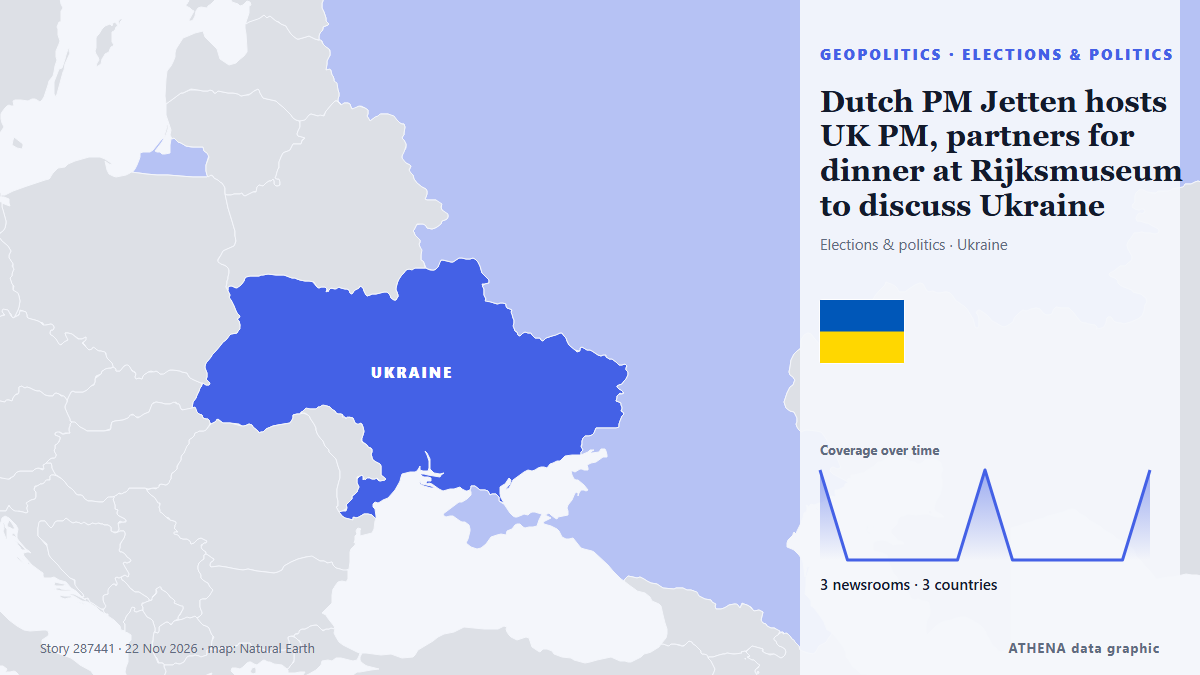 GEOPOLITICS · ELECTIONS & POLITICS
Dutch PM Jetten hosts
UK PM, partners for
dinner at Rijksmuseum
to discuss Ukraine
Elections & politics · Ukraine
UKRAINE
Coverage over time
3 newsrooms · 3 countries
Story 287441 · 22 Nov 2026 · map: Natural Earth
ATHENA data graphic